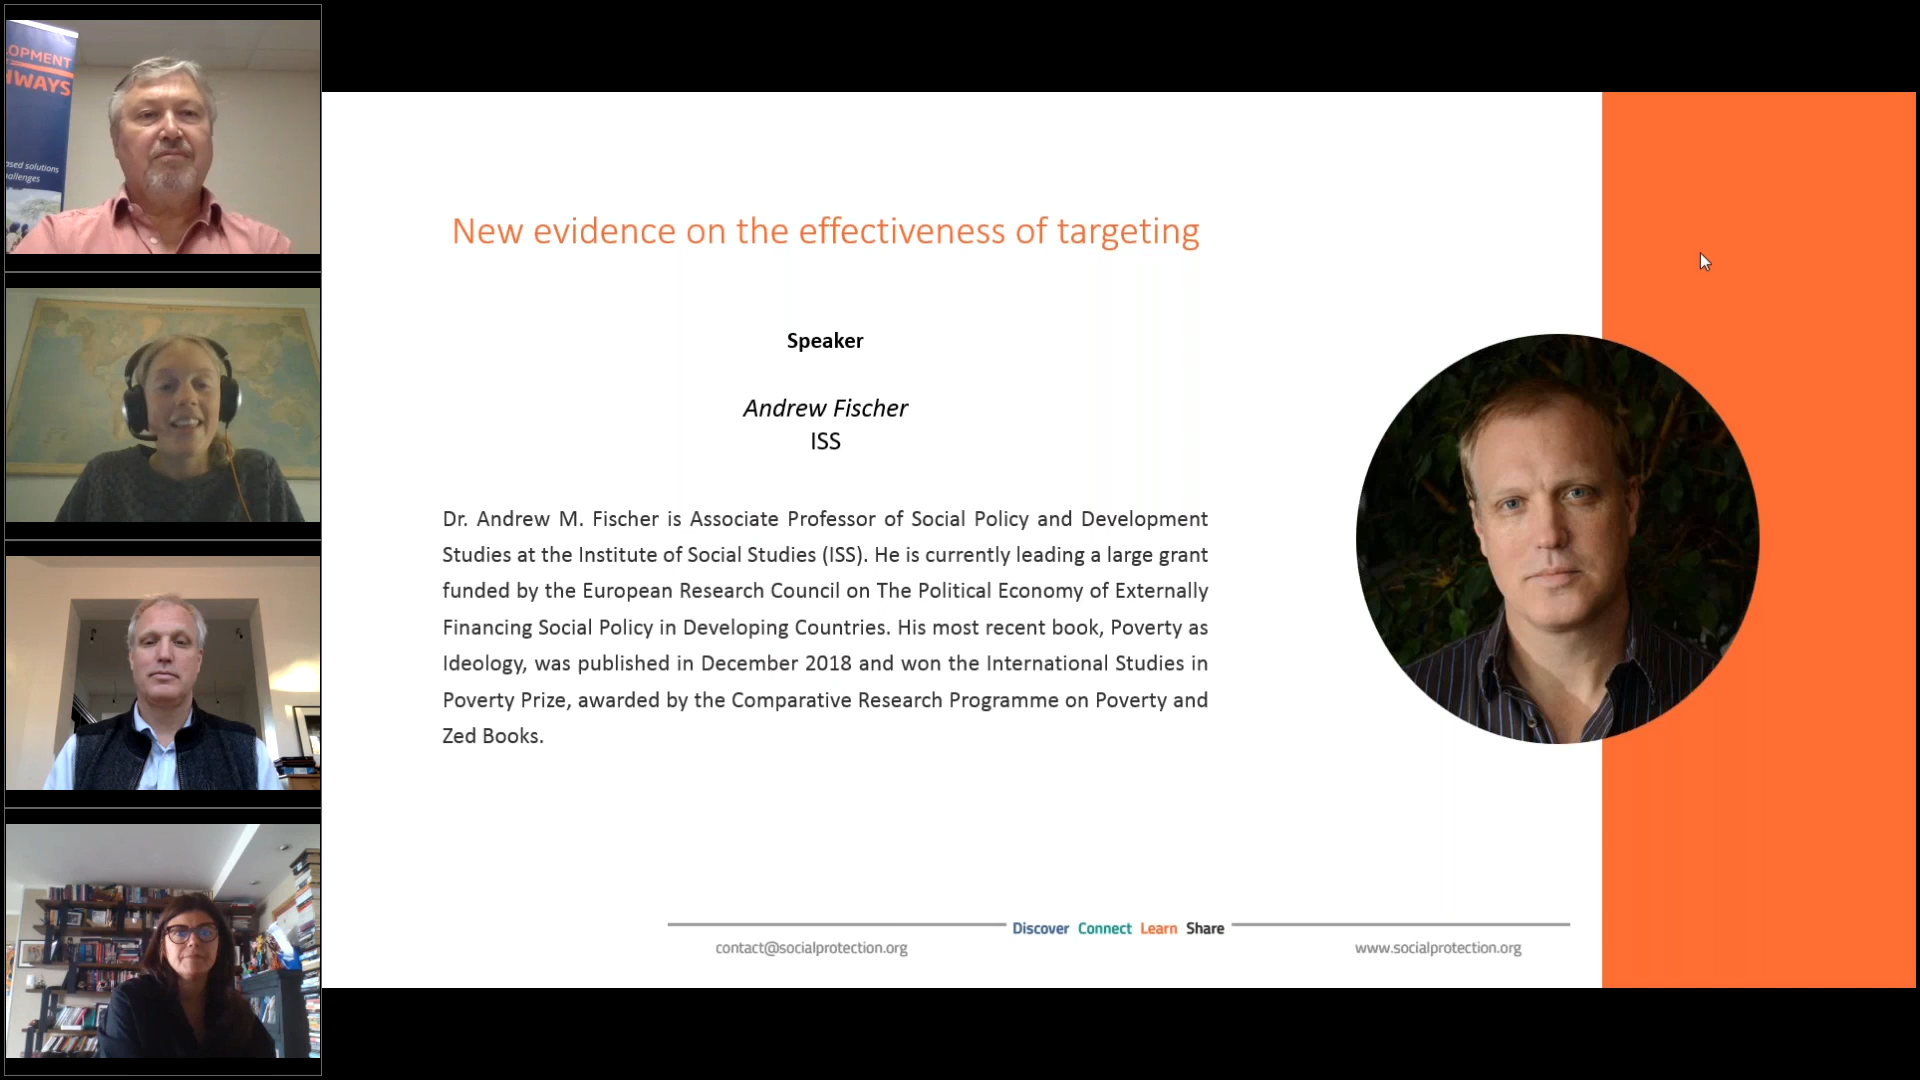 OPMENT
WAYS
ased solutions
allenges
New evidence on the effectiveness of targeting
Speaker
Andrew Fischer
ISS
Dr. Andrew M. Fischer is Associate Professor of Social Policy and Development
Studies at the Institute of Social Studies (ISS). He is currently leading a large grant
funded by the European Research Council on The Political Economy of Externally
Financing Social Policy in Developing Countries. His most recent book, Poverty as
Ideology, was published in December 2018 and won the International Studies in
Poverty Prize, awarded by the Comparative Research Programme on Poverty and
Zed Books.
Discover Connect Learn Share
contact@socialprotection.org
www.socialprotection.org